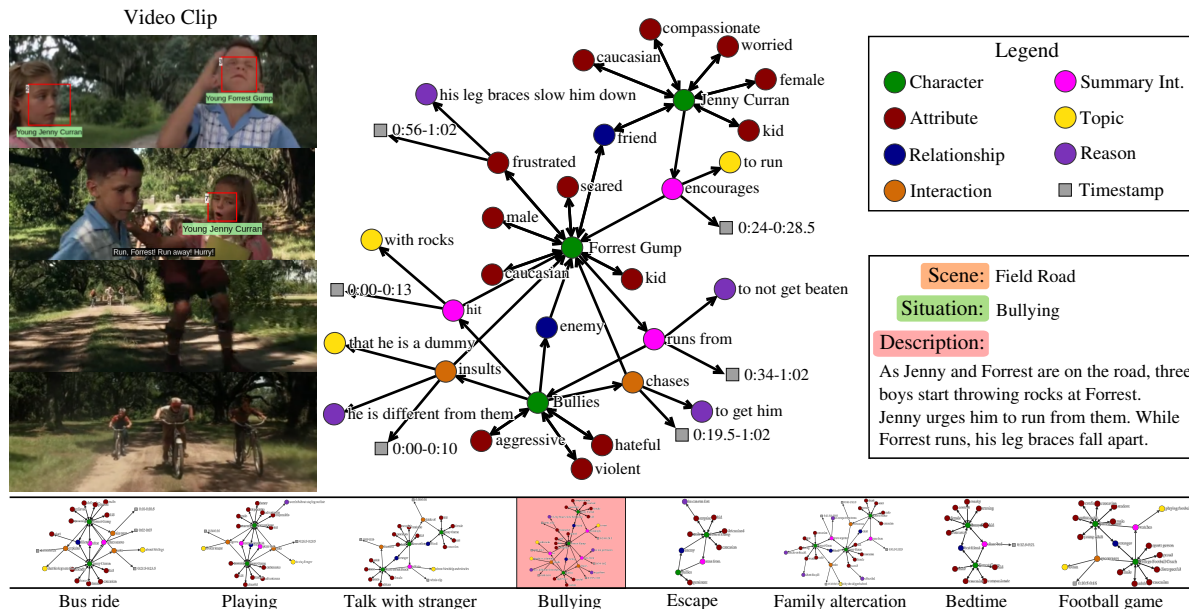 Video Clip
Young Forrest Gump
Young Jenny Curran
Young Jenny Curran
Run, Forrest! Run away! Hurry!
compassionate
worried
caucasian
female
his leg braces slow him down
Jenny Curran
0:56-1:02
kid
friend
frustrated
to run
scared
encourages
male
0:24-0:28.5
with rocks
Forrest Gump
caucasian
kid
0:00-0:13
to not get beaten
hit
enemy
runs from
that he is a dummy
insults
chases
0:34-1:02
Bullies
he is different from them
to get him
aggressive
hateful
0:00-0:10
0:19.5-1:02
violent
Legend
Character
Summary Int.
Attribute
Topic
Relationship
Reason
Interaction
Timestamp
Scene: Field Road
Situation: Bullying
Description:
As Jenny and Forrest are on the road, three
boys start throwing rocks at Forrest.
Jenny urges him to run from them. While
Forrest runs, his leg braces fall apart.
Bus ride
Playing
Talk with stranger
Bullying
Escape
Family altercation
Bedtime
Football game